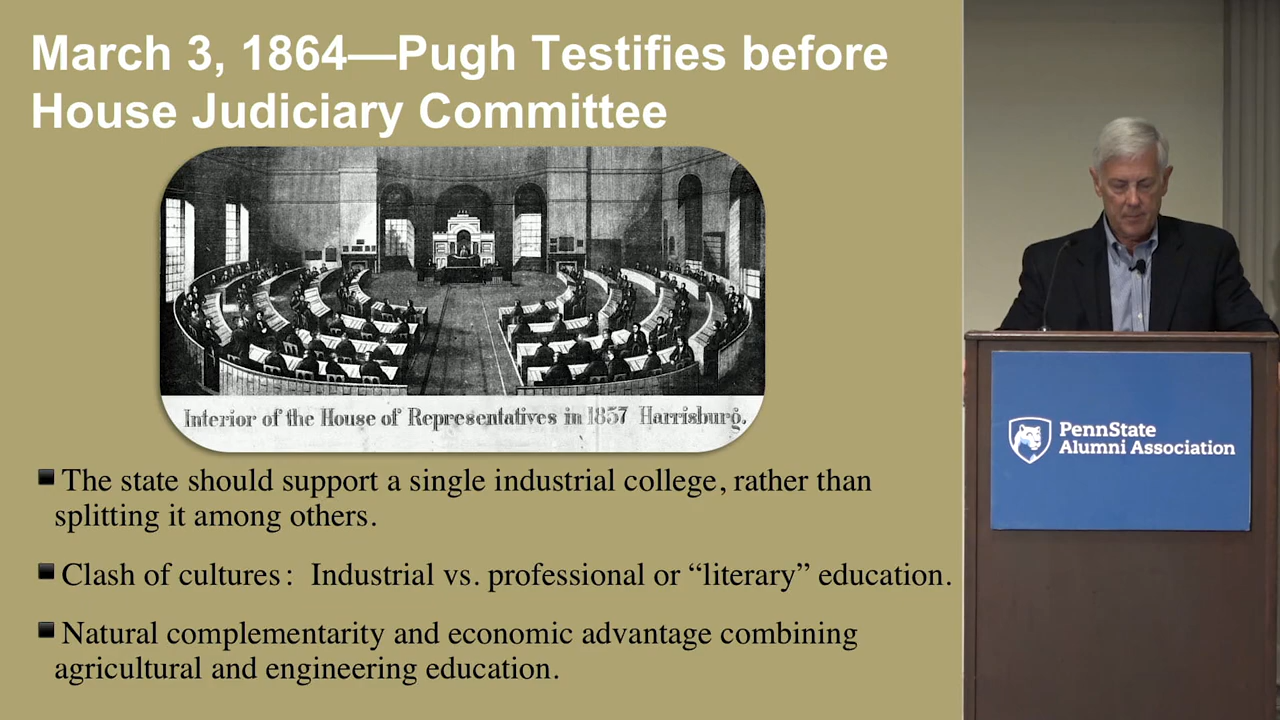 March 3, 1864—Pugh Testifies before
House Judiciary Committee
Interior of the House of Representatives in 1857 Harrisburg.
The state should support a single industrial college, rather than
splitting it among others.
Clash of cultures: Industrial vs. professional or “literary” education.
Natural complementarity and economic advantage combining
agricultural and engineering education.
PennState
Alumni Association